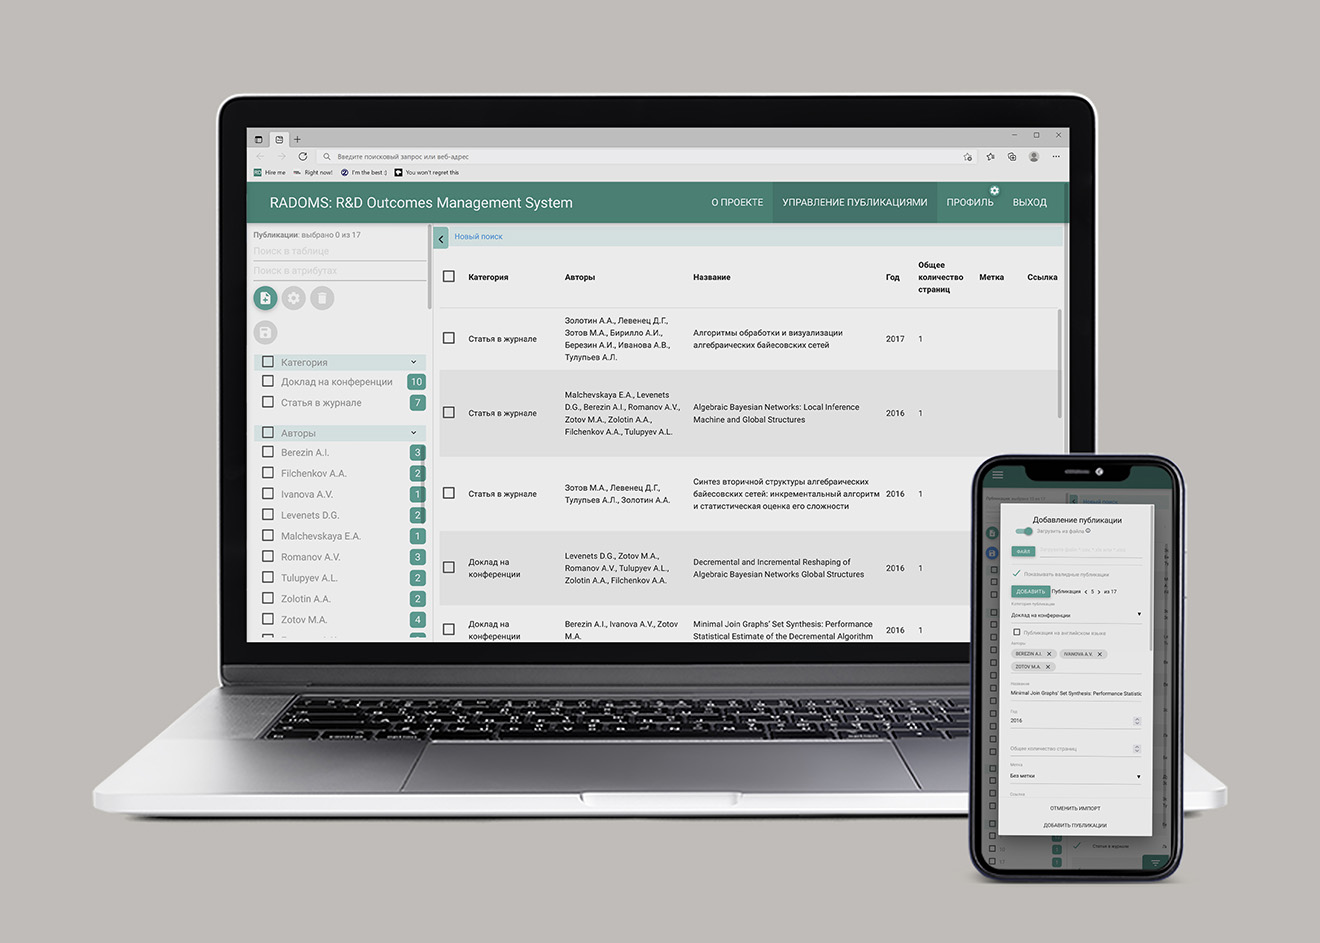 Введите поисковый запрос или веб-адрес
Hire me
Right now!
I'm the best :)
You won't regret this
RADOMS: R&D Outcomes Management System
О ПРОЕКТЕ
УПРАВЛЕНИЕ ПУБЛИКАЦИЯМИ
ПРОФИЛЬ
ВЫХОД
Публикации: выбрано 0 из 17
Поиск в таблице
Поиск в атрибутах
Категория
Доклад на конференции 10
Статья в журнале 7
Авторы
Berezin A.I. 3
Filchenkov A.A. 2
Ivanova A.V. 1
Levenets D.G. 2
Malchevskaya E.A. 1
Romanov A.V. 3
Tulupyev A.L. 2
Zolotin A.A. 2
Zotov M.A. 4
Новый поиск
Категория
Авторы
Название
Год
Общее
количество
страниц
Метка
Ссылка
Статья в журнале
Золотин А.А., Левенец Д.Г.,
Зотов М.А., Бирилло А.И.,
Березин А.И., Иванова А.В.,
Тулупьев А.Л.
Алгоритмы обработки и визуализации
алгебраических байесовских сетей
2017
1
Статья в журнале
Malchevskaya E.A., Levenets
D.G., Berezin A.I., Romanov A.V.,
Zotov M.A., Zolotin A.A.,
Filchenkov A.A., Tulupyev A.L.
Algebraic Bayesian Networks: Local Inference
Machine and Global Structures
2016
1
Статья в журнале
Зотов М.А., Левенец Д.Г.,
Тулупьев А.Л., Золотин А.А.
Синтез вторичной структуры алгебраических
байесовских сетей: инкрементальный алгоритм
и статистическая оценка его сложности
2016
1
Доклад на
конференции
Levenets D.G., Zotov M.A.,
Romanov A.V., Tulupyev A.L.,
Zolotin A.A., Filchenkov A.A.
Decremental and Incremental Reshaping of
Algebraic Bayesian Networks Global Structures
2016
1
Доклад на
конференции
Berezin A.I., Ivanova A.V., Zotov
M.A.
Minimal Join Graphs' Set Synthesis: Performance
Statistical Estimate of the Decremental Algorithm
2016
1
Добавление публикации
Загрузить из файла
ФАЙЛ
Показывать валидные публикации
ДОБАВИТЬ
Публикация < 5 > из 17
Категория публикации
Доклад на конференции
Публикация на английском языке
Авторы
BEREZIN A.I.
IVANOVA A.V.
ZOTOV M.A.
Название
Minimal Join Graphs' Set Synthesis: Performance Statistic
Год
2016
Общее количество страниц
Метка
Без метки
Ссылка
ОТМЕНИТЬ ИМПОРТ
ДОБАВИТЬ ПУБЛИКАЦИИ
Статья в журнале